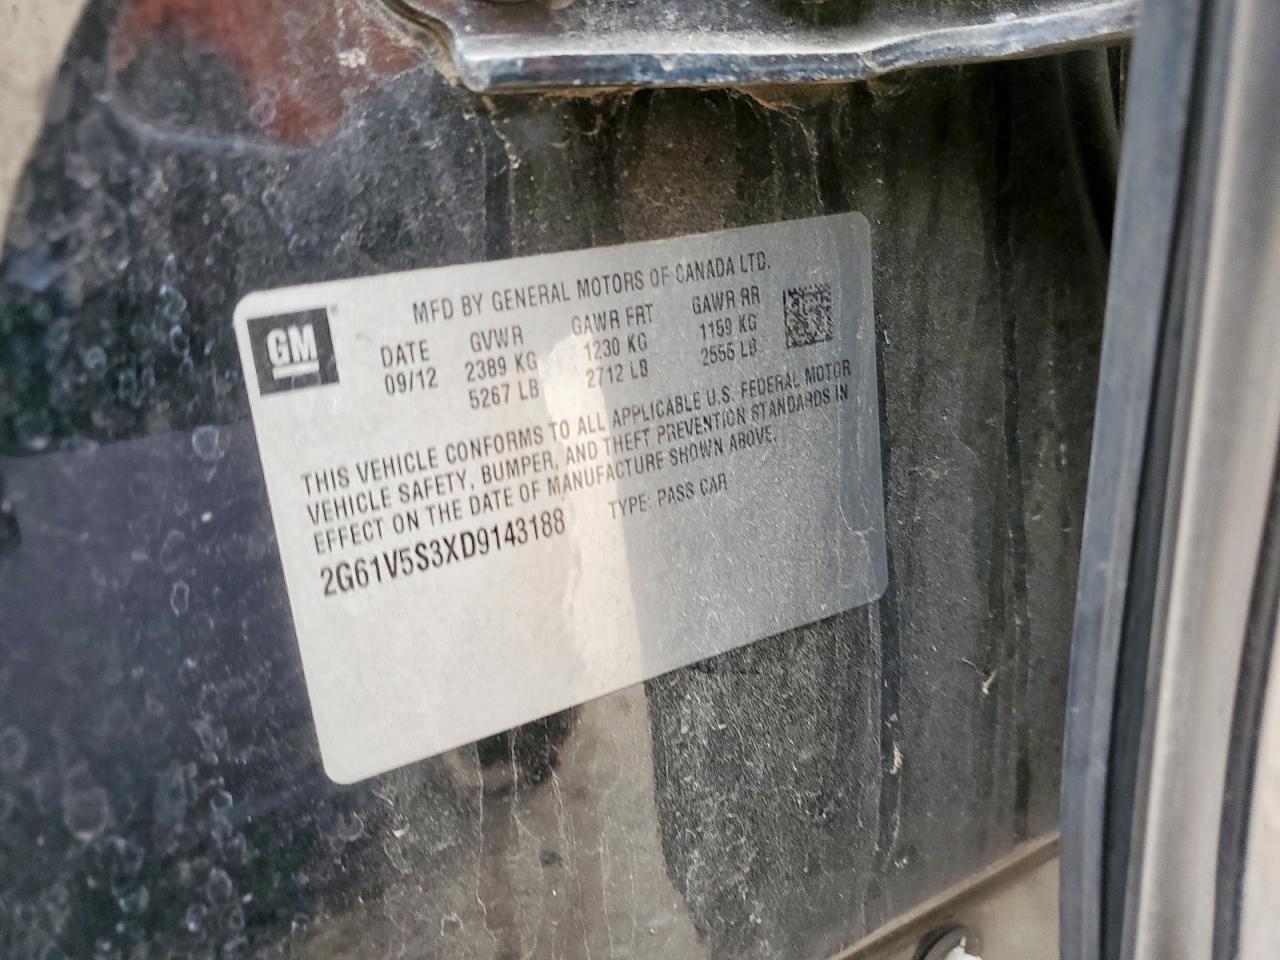 GM
MFD BY GENERAL MOTORS OF CANADA LTD.
DATE GVWR GAWR FRT GAWR RR
09/12 2389 KG 1230 KG 1159 KG
5267 LB 2712 LB 2555 LB
THIS VEHICLE CONFORMS TO ALL APPLICABLE U.S. FEDERAL MOTOR
VEHICLE SAFETY, BUMPER, AND THEFT PREVENTION STANDARDS IN
EFFECT ON THE DATE OF MANUFACTURE SHOWN ABOVE.
2G61V5S3XD9143188 TYPE: PASS CAR